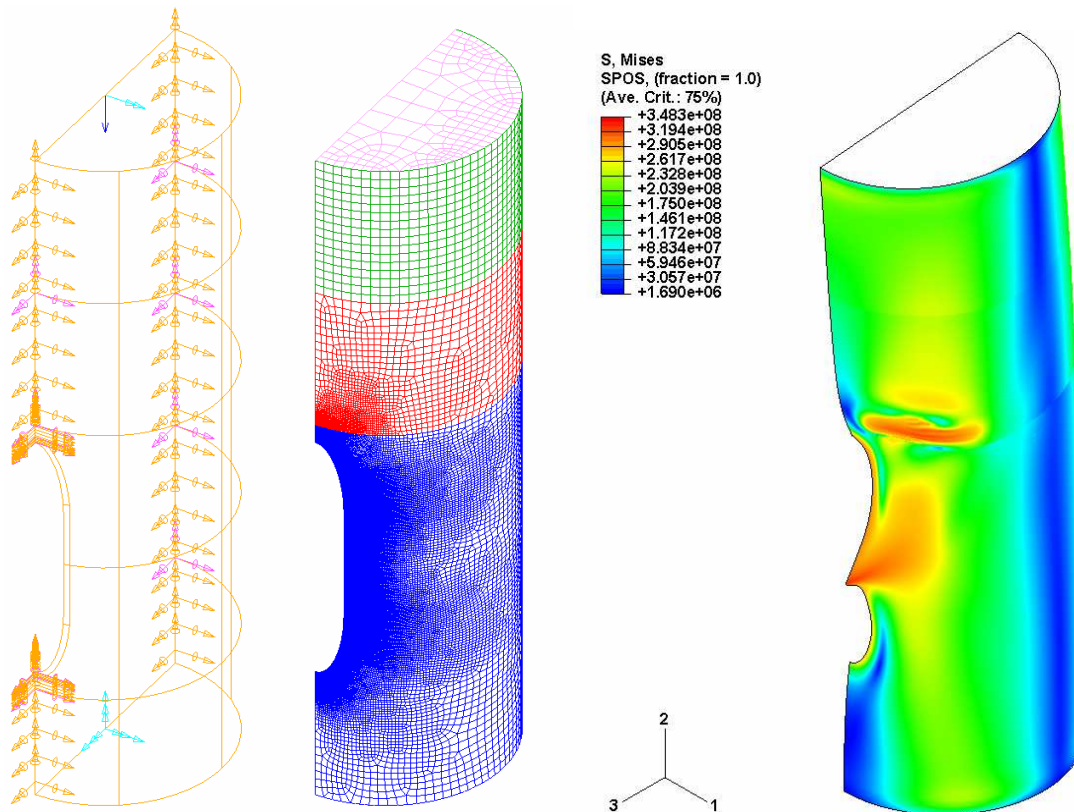 S, Mises
SPOS, (fraction = 1.0)
(Ave. Crit.: 75%)
+3.483e+08
+3.194e+08
+2.905e+08
+2.617e+08
+2.328e+08
+2.039e+08
+1.750e+08
+1.461e+08
+1.172e+08
+8.834e+07
+5.946e+07
+3.057e+07
+1.690e+06
2
3
1